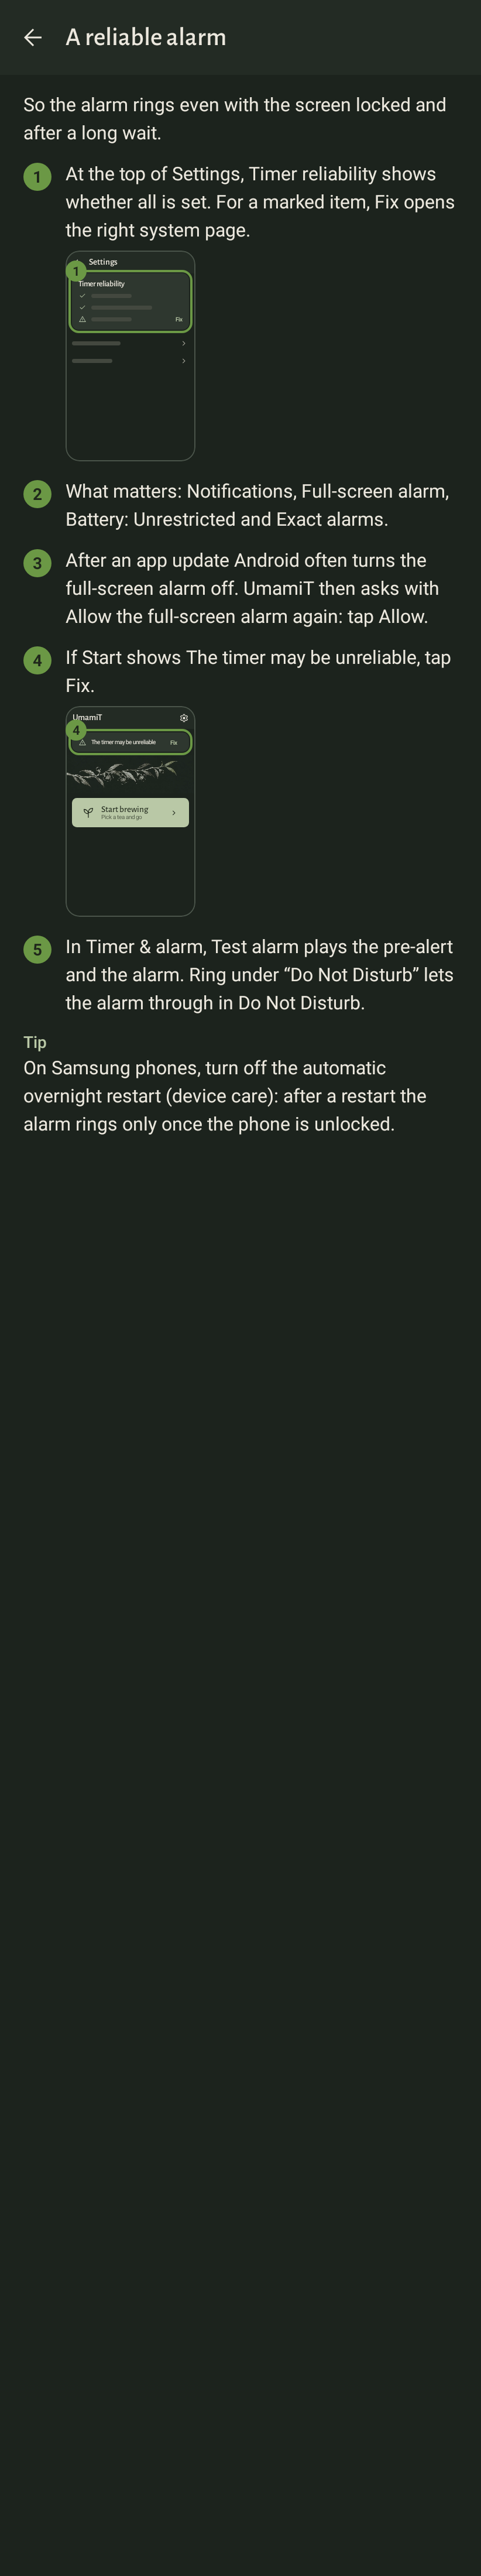 A reliable alarm
So the alarm rings even with the screen locked and
after a long wait.
1
At the top of Settings, Timer reliability shows
whether all is set. For a marked item, Fix opens
the right system page.
Settings
1
Timer reliability
Fix
2
What matters: Notifications, Full-screen alarm,
Battery: Unrestricted and Exact alarms.
3
After an app update Android often turns the
full-screen alarm off. UmamiT then asks with
Allow the full-screen alarm again: tap Allow.
4
If Start shows The timer may be unreliable, tap
Fix.
UmamiT
4
The timer may be unreliable Fix
Start brewing
Pick a tea and go
5
In Timer & alarm, Test alarm plays the pre-alert
and the alarm. Ring under “Do Not Disturb” lets
the alarm through in Do Not Disturb.
Tip
On Samsung phones, turn off the automatic
overnight restart (device care): after a restart the
alarm rings only once the phone is unlocked.